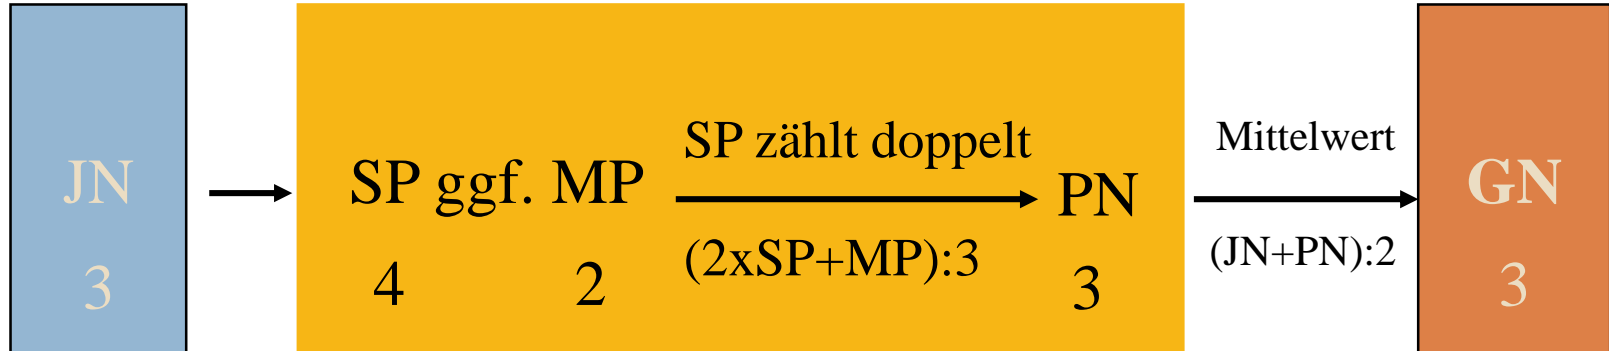 JN
3
SP ggf. MP
4 2
SP zählt doppelt
(2xSP+MP):3
PN
3
Mittelwert
(JN+PN):2
GN
3